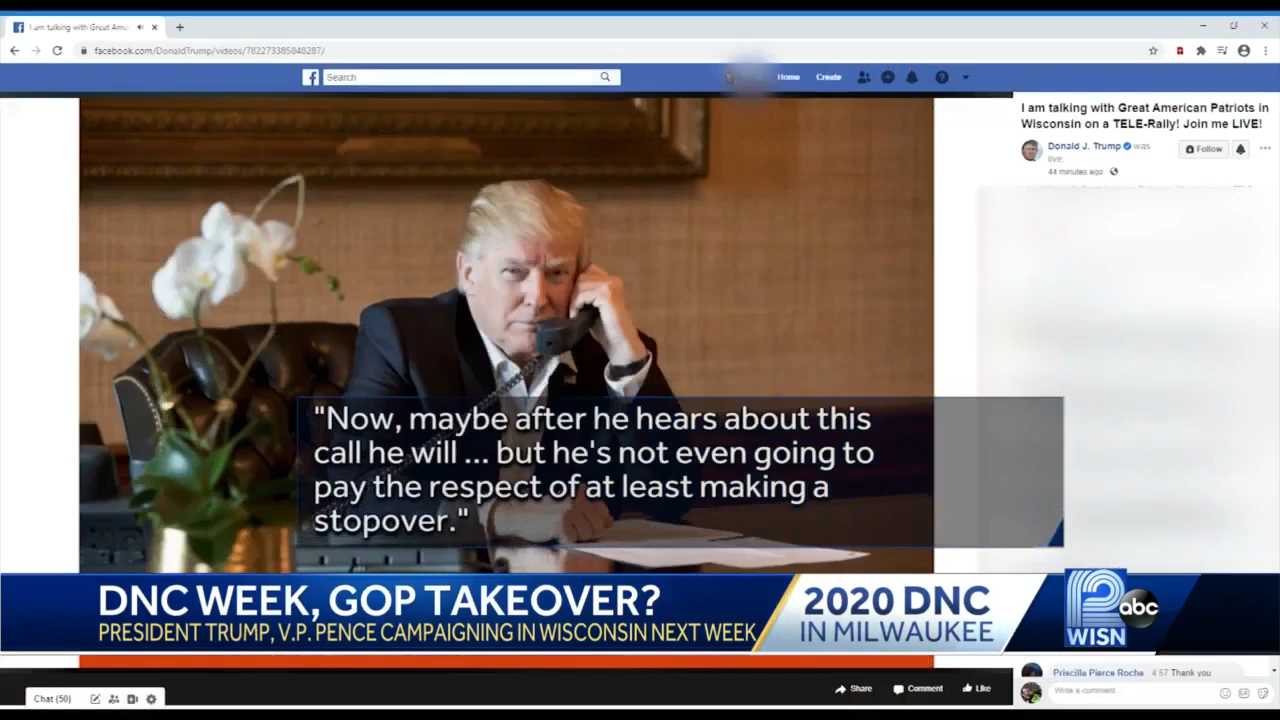 I am talking with Great Ame
facebook.com/DonaldTrump/videos/782273385848287/
Search
Home
Create
I am talking with Great American Patriots in
Wisconsin on a TELE-Rally! Join me LIVE!
Donald J. Trump was
live.
Follow
44 minutes ago
"Now, maybe after he hears about this
call he will ... but he's not even going to
pay the respect of at least making a
stopover."
DNC WEEK, GOP TAKEOVER?
PRESIDENT TRUMP, V.P. PENCE CAMPAIGNING IN WISCONSIN NEXT WEEK
2020 DNC
IN MILWAUKEE
12
WISN
abc
Priscilla Pierce Roche 4:57 Thank you
Write a comment...
Chat (50)
Share
Comment
Like